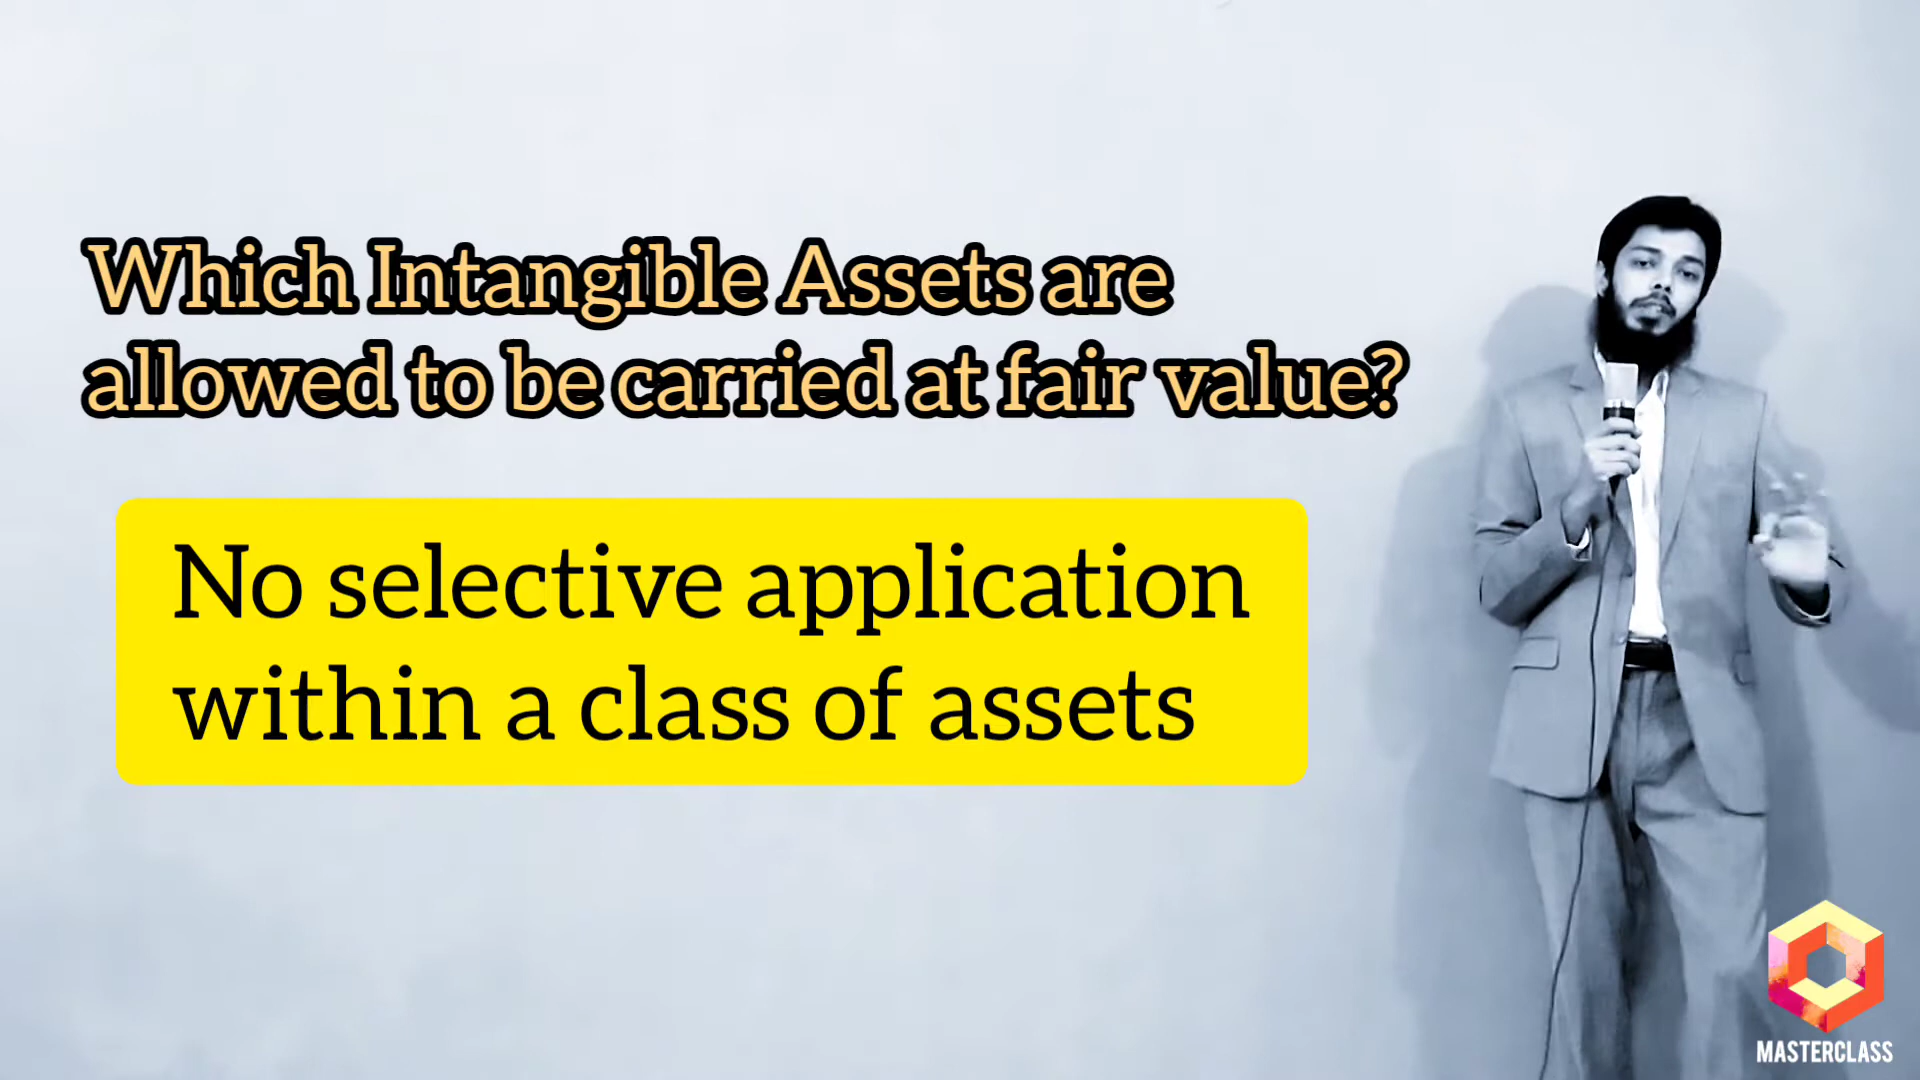 Which Intangible Assets are
allowed to be carried at fair value?
No selective application
within a class of assets
MASTERCLASS